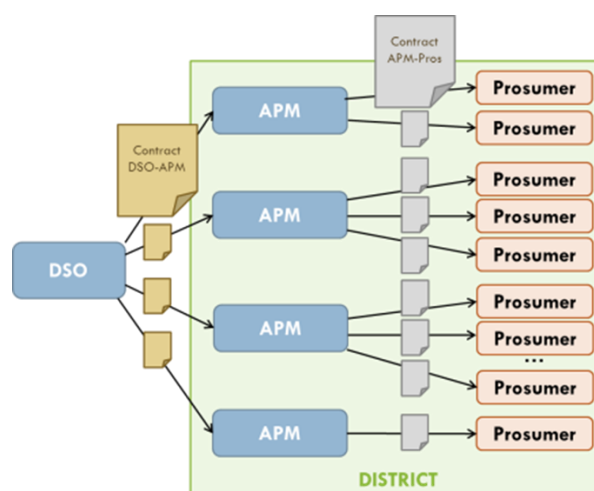 Contract
APM-Pros
Prosumer
APM
Prosumer
Contract
DSO-APM
Prosumer
APM
Prosumer
Prosumer
DSO
Prosumer
APM
Prosumer
...
Prosumer
APM
Prosumer
DISTRICT